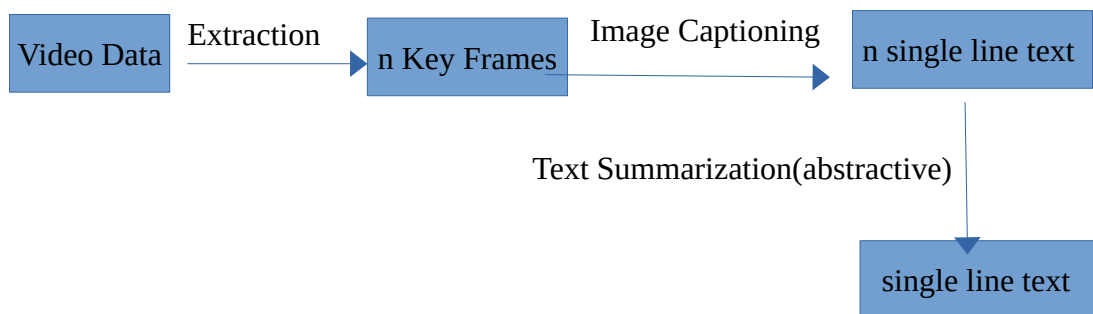 Video Data
Extraction
n Key Frames
Image Captioning
n single line text
Text Summarization(abstractive)
single line text